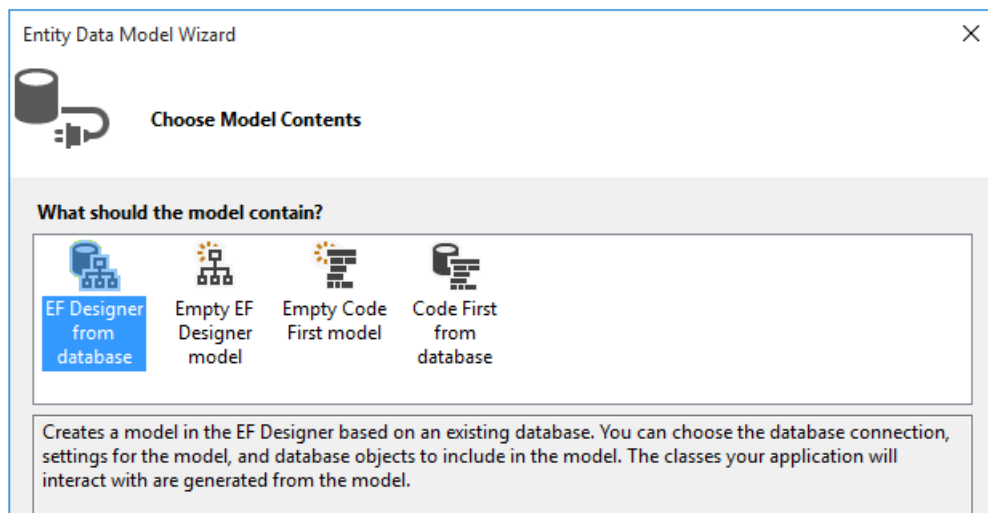 Entity Data Model Wizard
Choose Model Contents
What should the model contain?
EF Designer
from
database
Empty EF
Designer
model
Empty Code
First model
Code First
from
database
Creates a model in the EF Designer based on an existing database. You can choose the database connection,
settings for the model, and database objects to include in the model. The classes your application will
interact with are generated from the model.